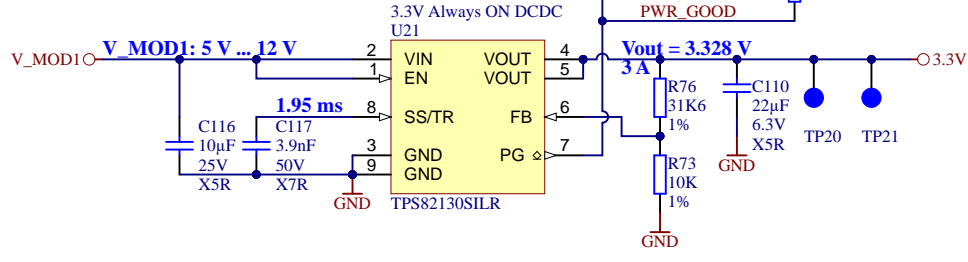 3.3V Always ON DCDC
U21
PWR_GOOD
V_MOD1
V_MOD1: 5 V ... 12 V
2
VIN
VOUT
4
Vout = 3.328 V
3.3V
1
EN
VOUT
5
3 A
1.95 ms
8
SS/TR
FB
6
R76
31K6
1%
C110
22µF
6.3V
X5R
TP20
TP21
C116
10µF
25V
X5R
C117
3.9nF
50V
X7R
3
GND
PG
7
9
GND
GND
TPS82130SILR
R73
10K
1%
GND
GND